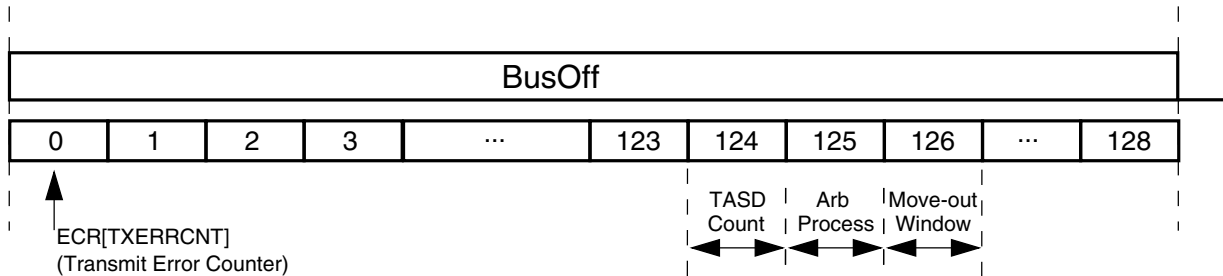 BusOff
0 1 2 3 ... 123 124 125 126 ... 128
TASD Count
Arb Process
Move-out Window
ECR[TXERRCNT]
(Transmit Error Counter)